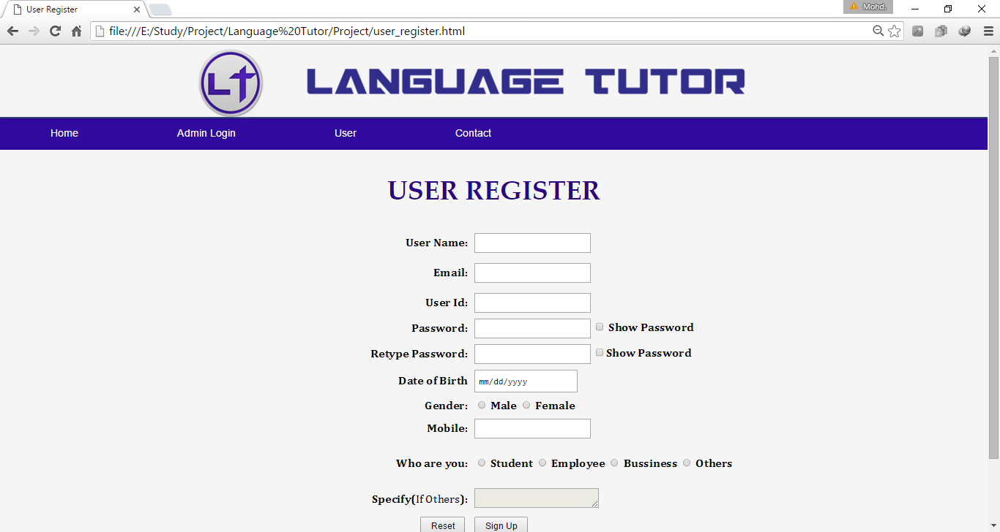 User Register
Mohd.
file:///E:/Study/Project/Language%20Tutor/Project/user_register.html
Lt LANGUAGE TUTOR
Home Admin Login User Contact
USER REGISTER
User Name:
Email:
User Id:
Password: Show Password
Retype Password: Show Password
Date of Birth mm/dd/yyyy
Gender: Male Female
Mobile:
Who are you: Student Employee Bussiness Others
Specify(If Others):
Reset Sign Up